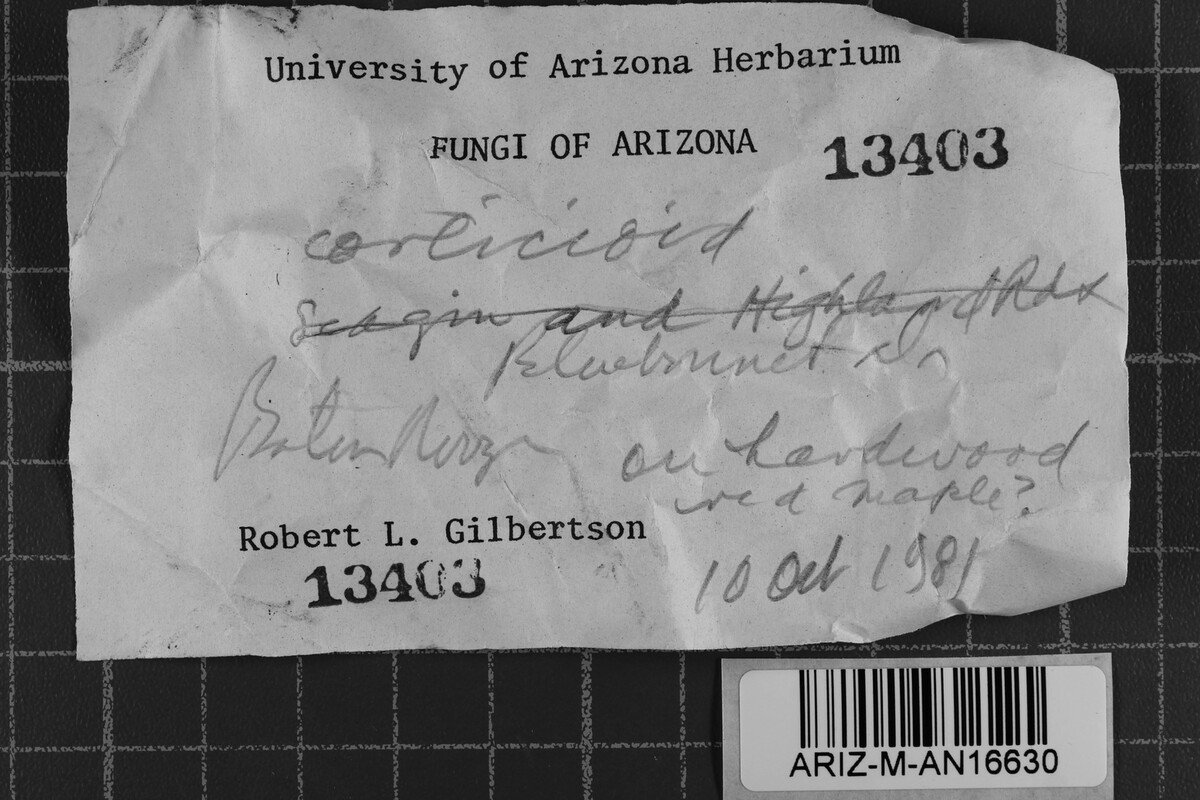 University of Arizona Herbarium
FUNGI OF ARIZONA 13403
corticioid
Seagin and Highland Rds
Bluebonnet
Baton Rouge on hardwood
red maple?
Robert L. Gilbertson
13403 10 Oct 1981
ARIZ-M-AN16630